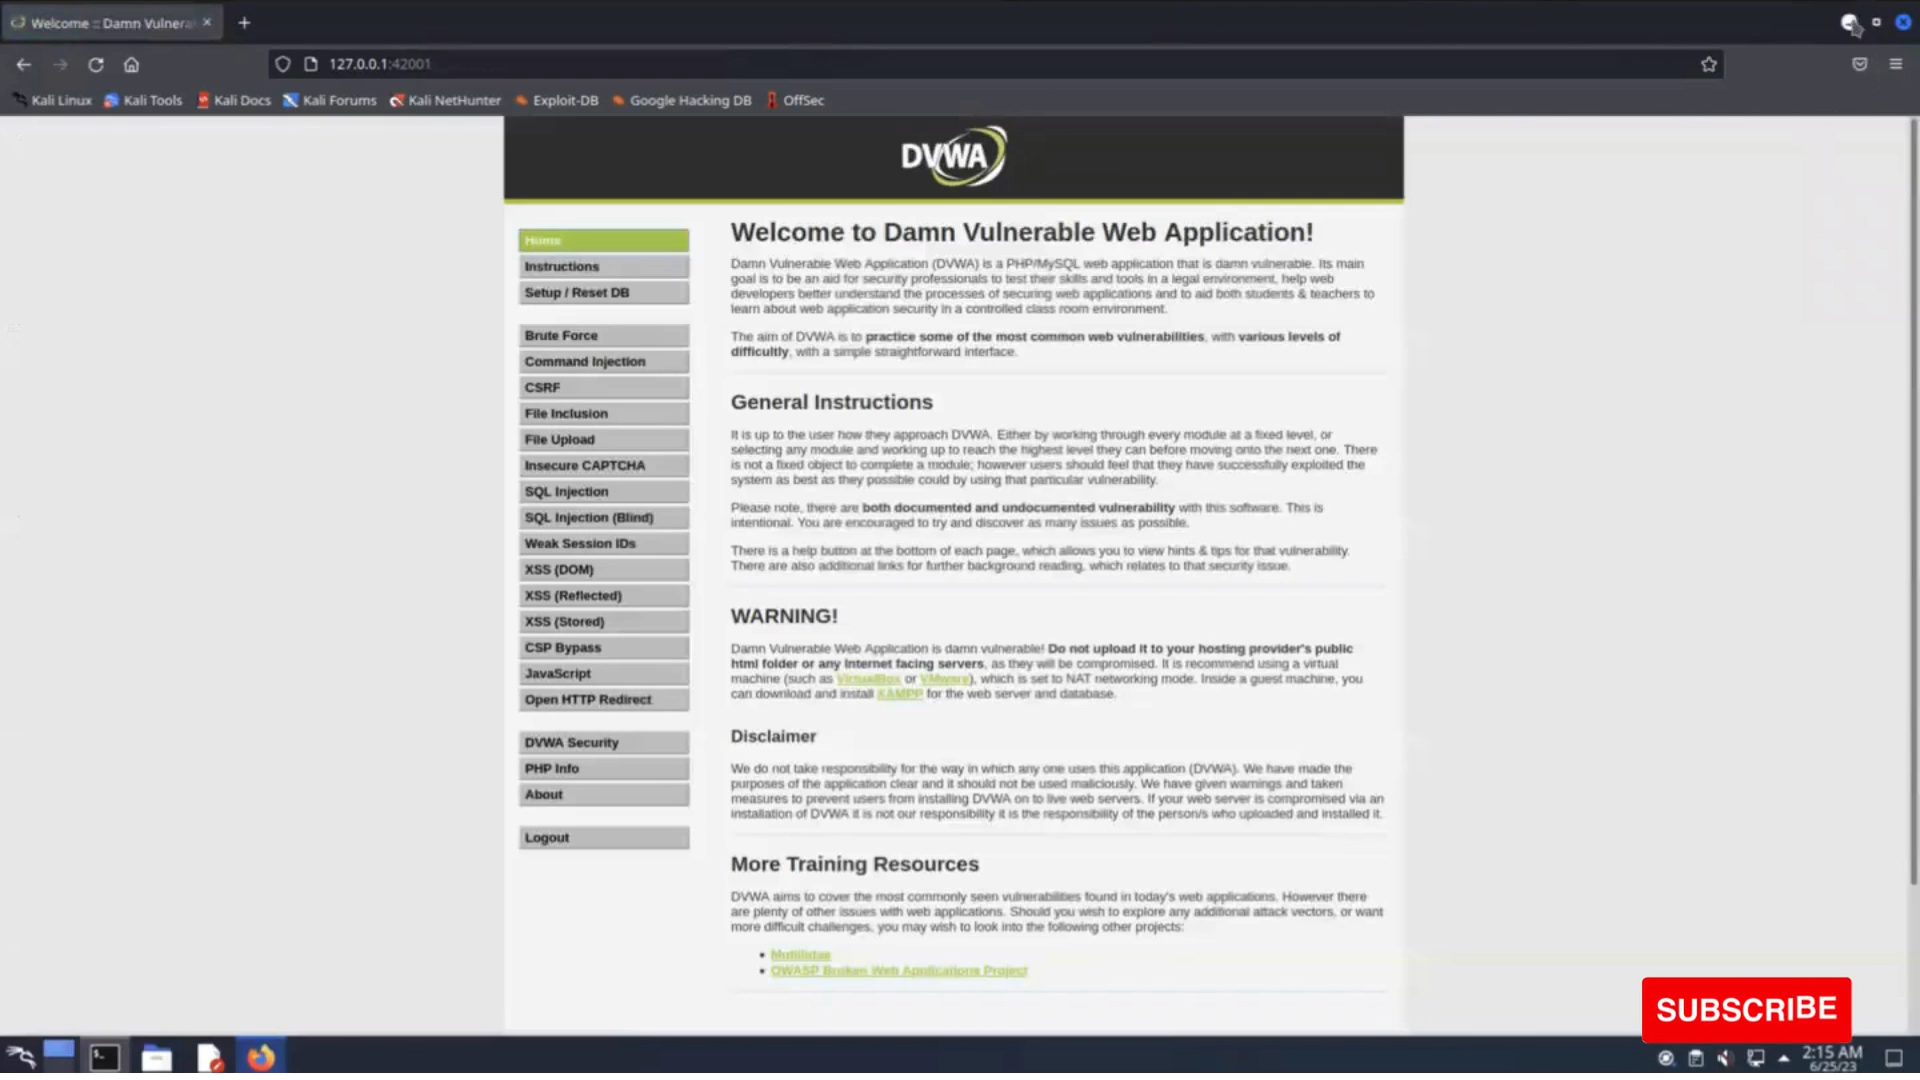 Welcome :: Damn Vulnera
127.0.0.1:42001
Kali Linux
Kali Tools
Kali Docs
Kali Forums
Kali NetHunter
Exploit-DB
Google Hacking DB
OffSec
DVWA
Home
Instructions
Setup / Reset DB
Brute Force
Command Injection
CSRF
File Inclusion
File Upload
Insecure CAPTCHA
SQL Injection
SQL Injection (Blind)
Weak Session IDs
XSS (DOM)
XSS (Reflected)
XSS (Stored)
CSP Bypass
JavaScript
Open HTTP Redirect
DVWA Security
PHP Info
About
Logout
Welcome to Damn Vulnerable Web Application!
Damn Vulnerable Web Application (DVWA) is a PHP/MySQL web application that is damn vulnerable. Its main
goal is to be an aid for security professionals to test their skills and tools in a legal environment, help web
developers better understand the processes of securing web applications and to aid both students & teachers to
learn about web application security in a controlled class room environment.
The aim of DVWA is to practice some of the most common web vulnerabilities, with various levels of
difficultly, with a simple straightforward interface.
General Instructions
It is up to the user how they approach DVWA. Either by working through every module at a fixed level, or
selecting any module and working up to reach the highest level they can before moving onto the next one. There
is not a fixed object to complete a module; however users should feel that they have successfully exploited the
system as best as they possible could by using that particular vulnerability.
Please note, there are both documented and undocumented vulnerability with this software. This is
intentional. You are encouraged to try and discover as many issues as possible.
There is a help button at the bottom of each page, which allows you to view hints & tips for that vulnerability.
There are also additional links for further background reading, which relates to that security issue.
WARNING!
Damn Vulnerable Web Application is damn vulnerable! Do not upload it to your hosting provider's public
html folder or any Internet facing servers, as they will be compromised. It is recommend using a virtual
machine (such as VirtualBox or VMware), which is set to NAT networking mode. Inside a guest machine, you
can download and install XAMPP for the web server and database.
Disclaimer
We do not take responsibility for the way in which any one uses this application (DVWA). We have made the
purposes of the application clear and it should not be used maliciously. We have given warnings and taken
measures to prevent users from installing DVWA on to live web servers. If your web server is compromised via an
installation of DVWA it is not our responsibility it is the responsibility of the person/s who uploaded and installed it.
More Training Resources
DVWA aims to cover the most commonly seen vulnerabilities found in today's web applications. However there
are plenty of other issues with web applications. Should you wish to explore any additional attack vectors, or want
more difficult challenges, you may wish to look into the following other projects:
Mutillidae
OWASP Broken Web Applications Project
SUBSCRIBE
2:15 AM
6/25/23